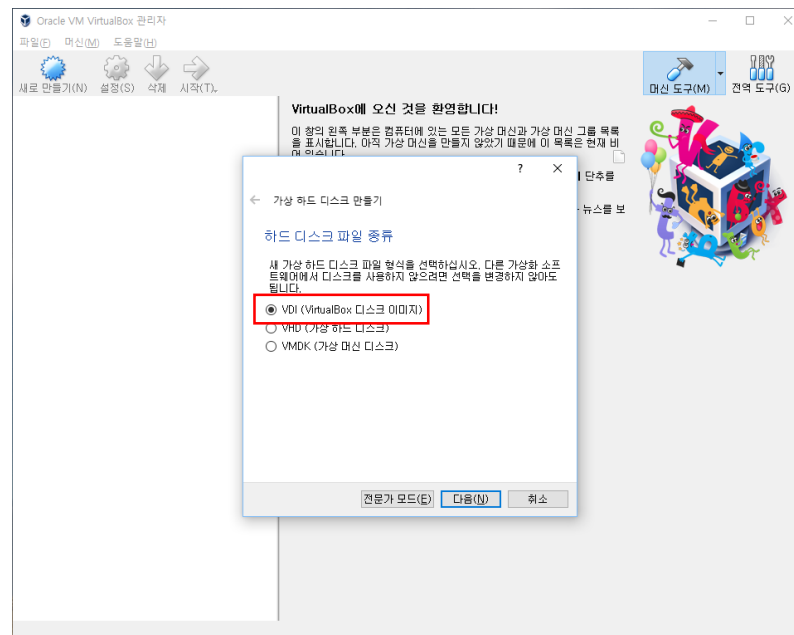 Oracle VM VirtualBox 관리자
파일(F) 머신(M) 도움말(H)
새로 만들기(N) 설정(S) 삭제 시작(T)
머신 도구(M) 전역 도구(G)
VirtualBox에 오신 것을 환영합니다!
이 창의 왼쪽 부분은 컴퓨터에 있는 모든 가상 머신과 가상 머신 그룹 목록
을 표시합니다. 아직 가상 머신을 만들지 않았기 때문에 이 목록은 현재 비
어 있습니다.
단추를
뉴스를 보
가상 하드 디스크 만들기
하드 디스크 파일 종류
새 가상 하드 디스크 파일 형식을 선택하십시오. 다른 가상화 소프
트웨어에서 디스크를 사용하지 않으려면 선택을 변경하지 않아도
됩니다.
VDI (VirtualBox 디스크 이미지)
VHD (가상 하드 디스크)
VMDK (가상 머신 디스크)
전문가 모드(E) 다음(N) 취소